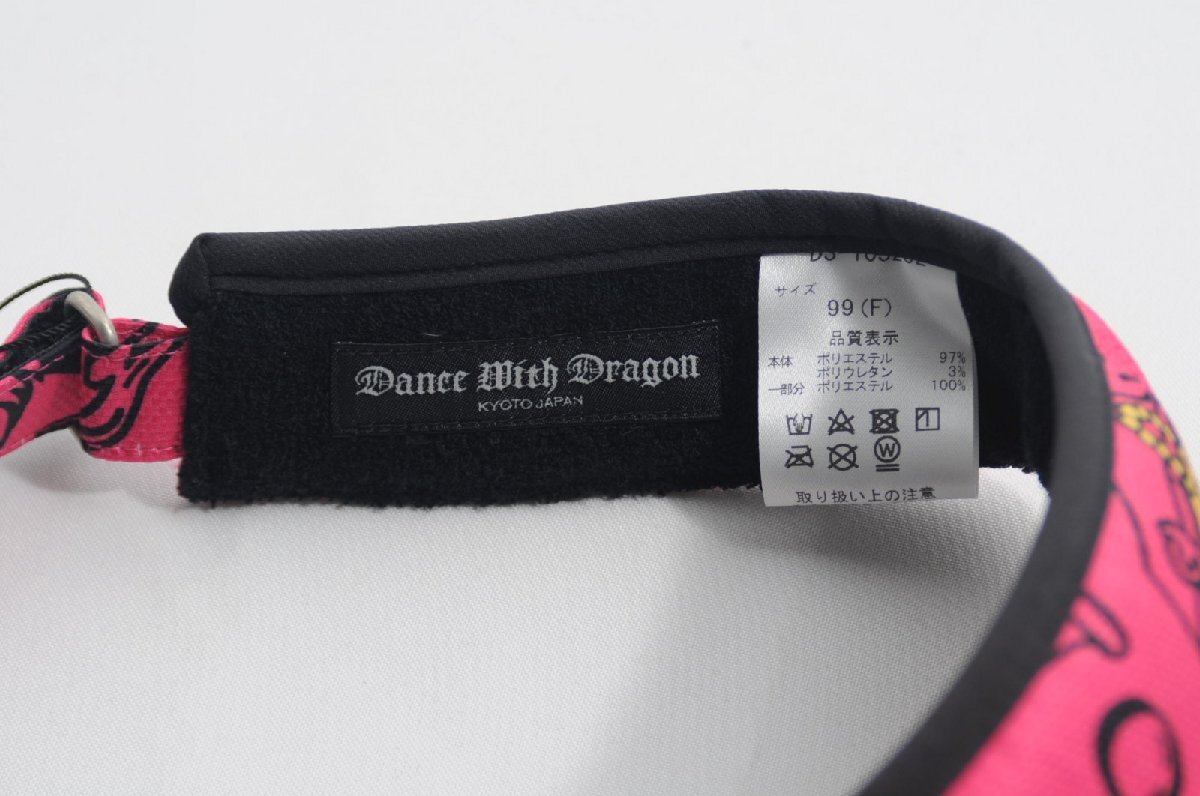 Dance With Dragon
KYOTO JAPAN
サイズ
99 (F)
品質表示
本体 ポリエステル 97%
ポリウレタン 3%
一部分 ポリエステル 100%
W
取り扱い上の注意